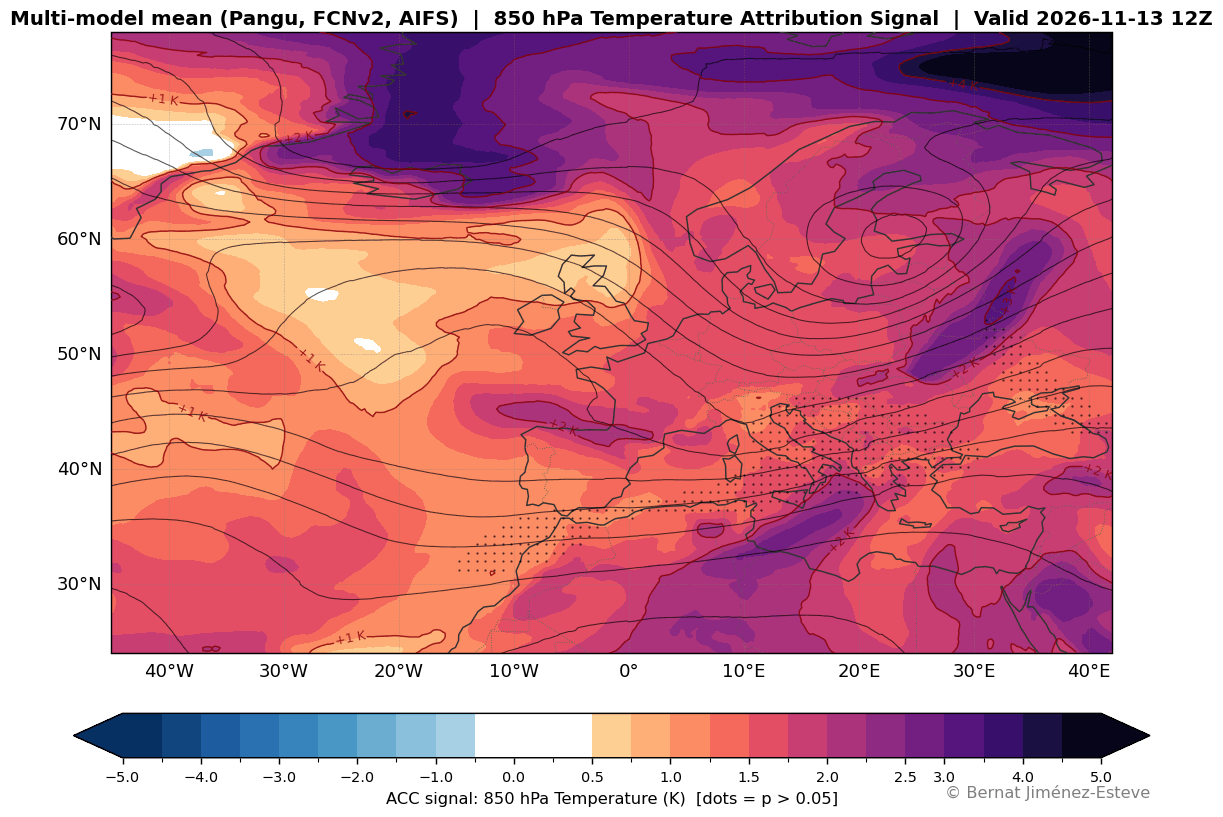 Multi-model mean (Pangu, FCNv2, AIFS) | 850 hPa Temperature Attribution Signal | Valid 2026-11-13 12Z
+1 K
+2 K
70°N
60°N
50°N
40°N
30°N
+1 K
+2 K
+1 K
+2 K
+2 K
+2 K
+1 K
40°W 30°W 20°W 10°W 0° 10°E 20°E 30°E 40°E
−5.0 −4.0 −3.0 −2.0 −1.0 0.0 0.5 1.0 1.5 2.0 2.5 3.0 4.0 5.0
ACC signal: 850 hPa Temperature (K) [dots = p > 0.05]
© Bernat Jiménez-Esteve